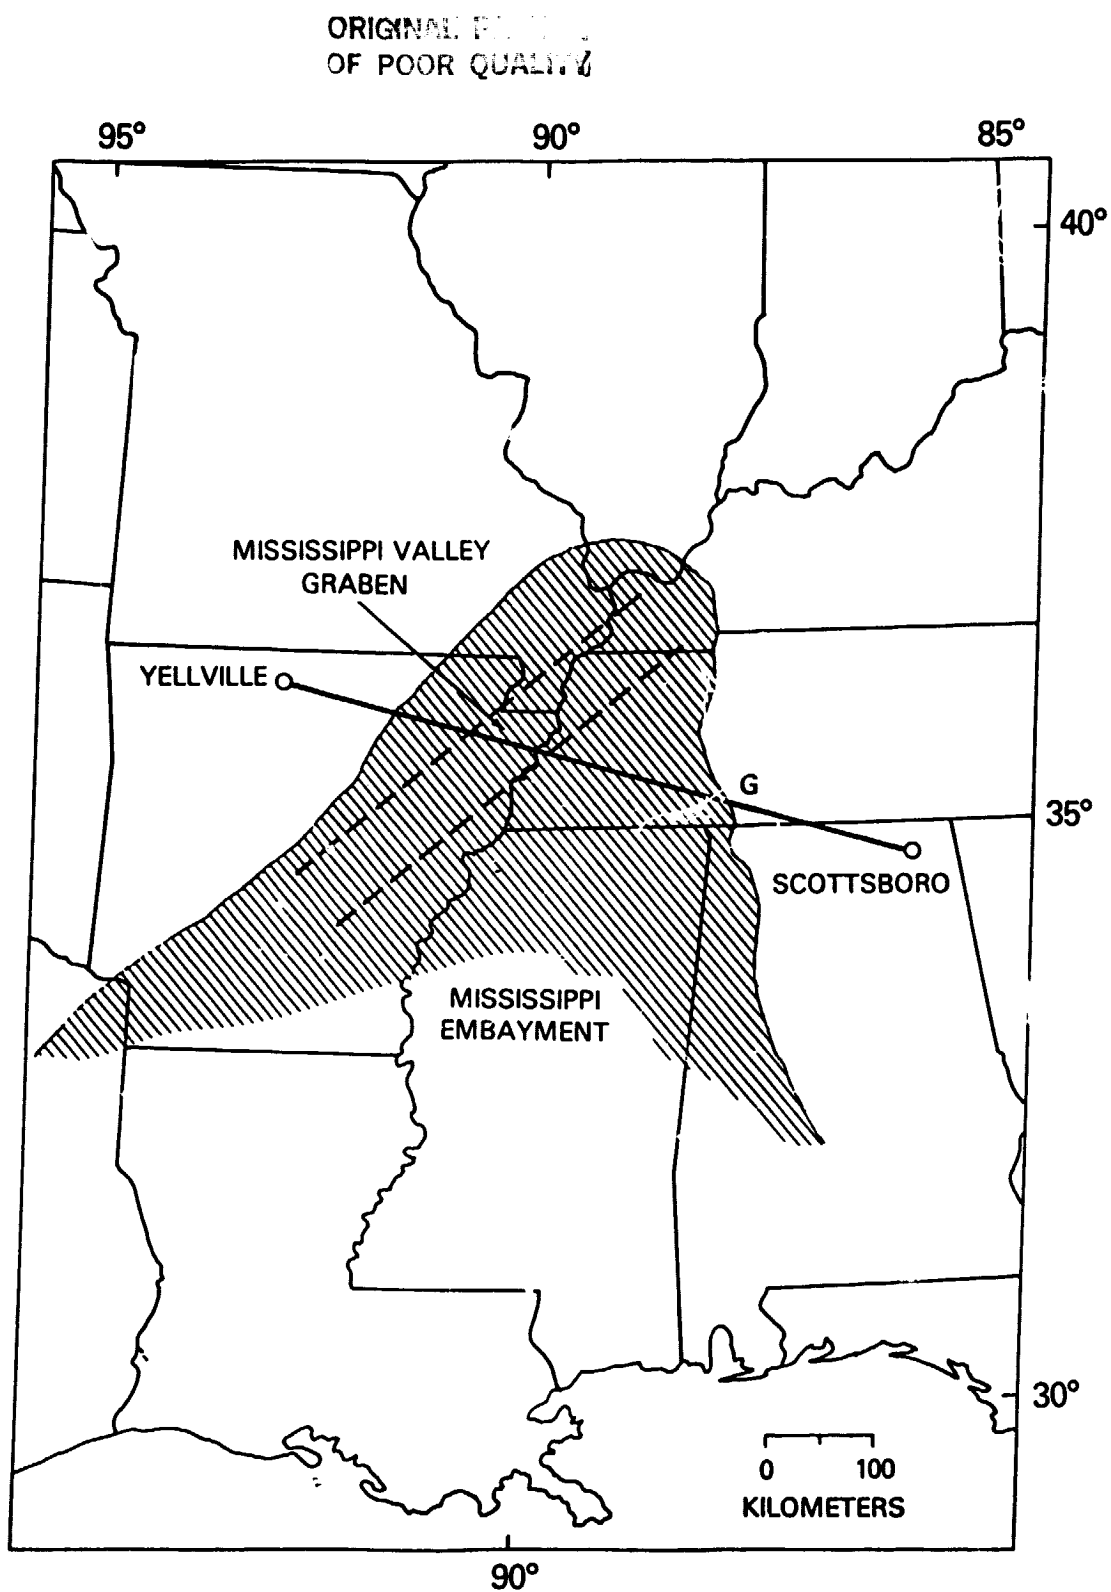 ORIGINAL
OF POOR QUALITY
95°
90°
85°
40°
MISSISSIPPI VALLEY
GRABEN
YELLVILLE
G
35°
SCOTTSBORO
MISSISSIPPI
EMBAYMENT
30°
0
100
KILOMETERS
90°